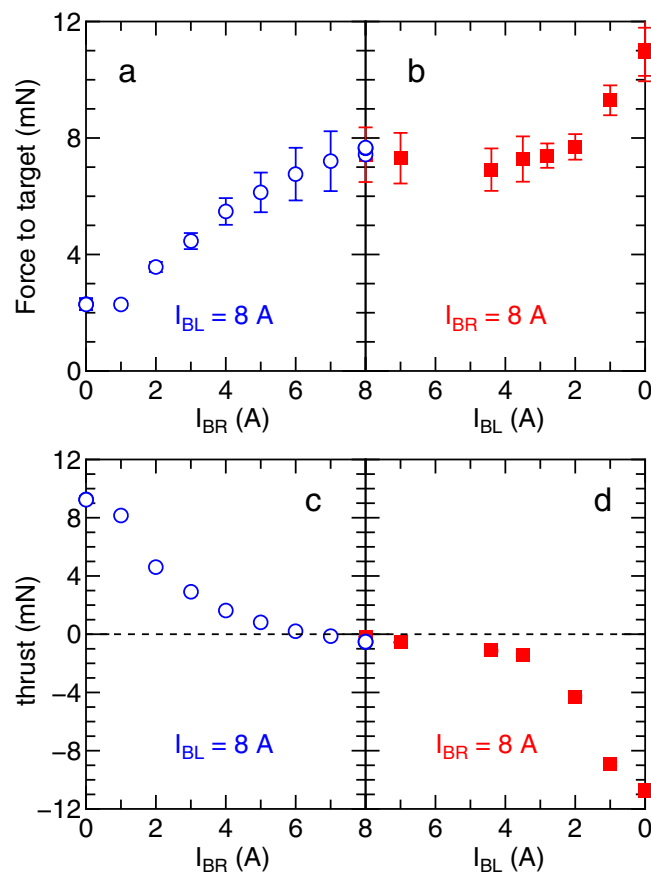 12
8
4
0
Force to target (mN)
a
b
I_BL = 8 A
I_BR = 8 A
0 2 4 6 8 6 4 2 0
I_BR (A)
I_BL (A)
12
8
4
0
−4
−8
−12
thrust (mN)
c
d
I_BL = 8 A
I_BR = 8 A
0 2 4 6 8 6 4 2 0
I_BR (A)
I_BL (A)